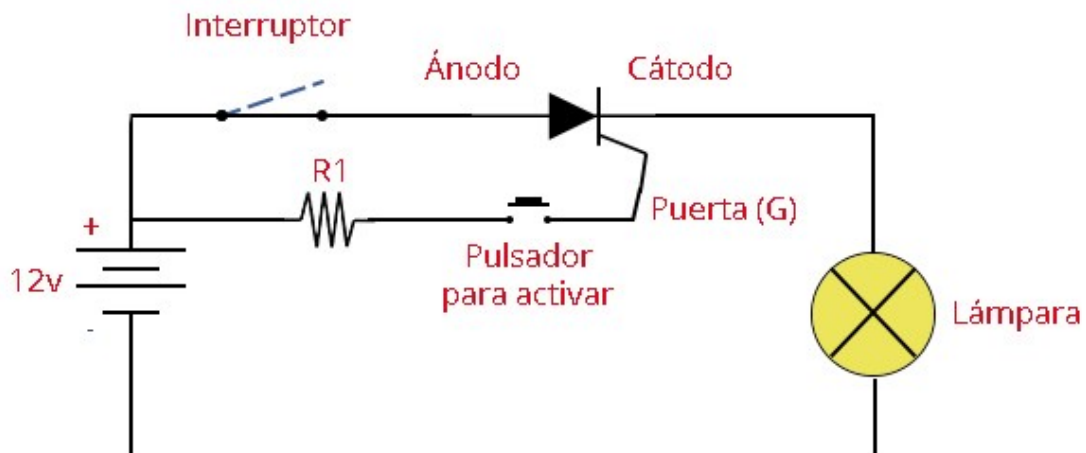 Interruptor
Ánodo
Cátodo
R1
Puerta (G)
+
12v
-
Pulsador
para activar
Lámpara